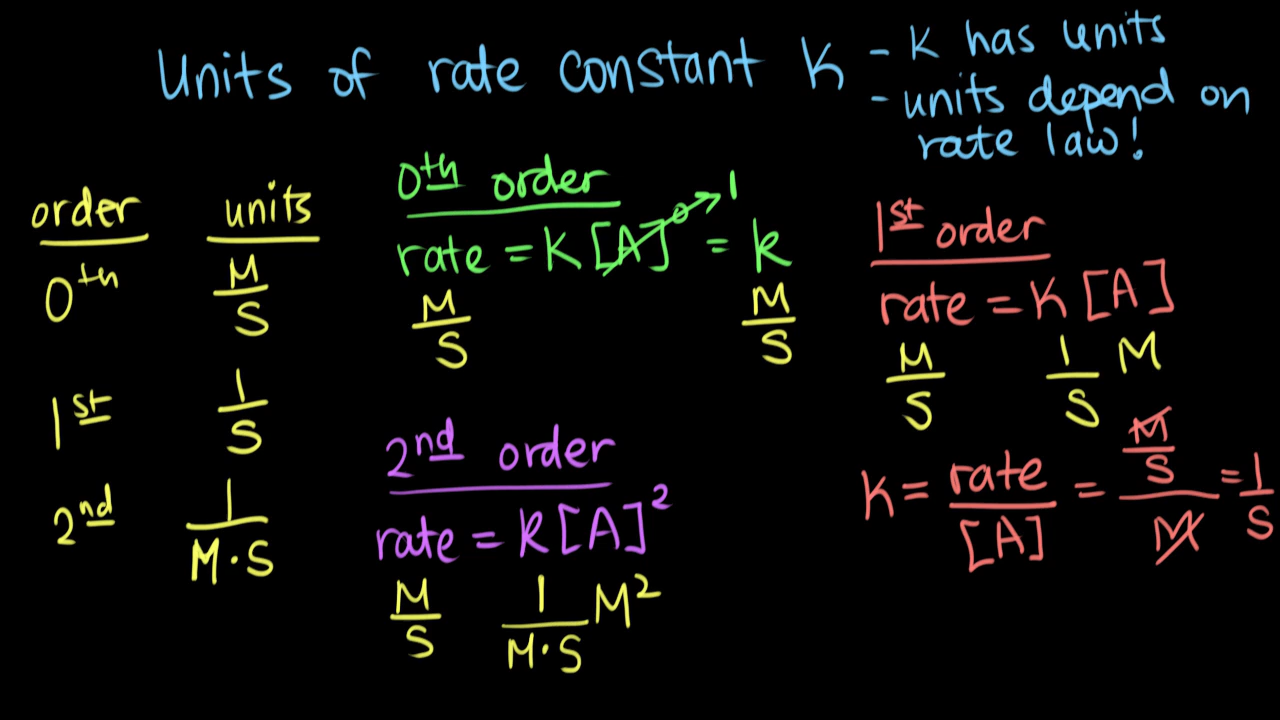 Units of rate constant K
- K has units
- units depend on
rate law!
order units
0th M/S
1st 1/S
2nd 1/M·S
0th order
rate = K[A]⁰ → 1 = k
M/S M/S
2nd order
rate = k[A]²
M/S 1/M·S M²
1st order
rate = K[A]
M/S 1/S M
K = rate/[A] = M/S/M = 1/S